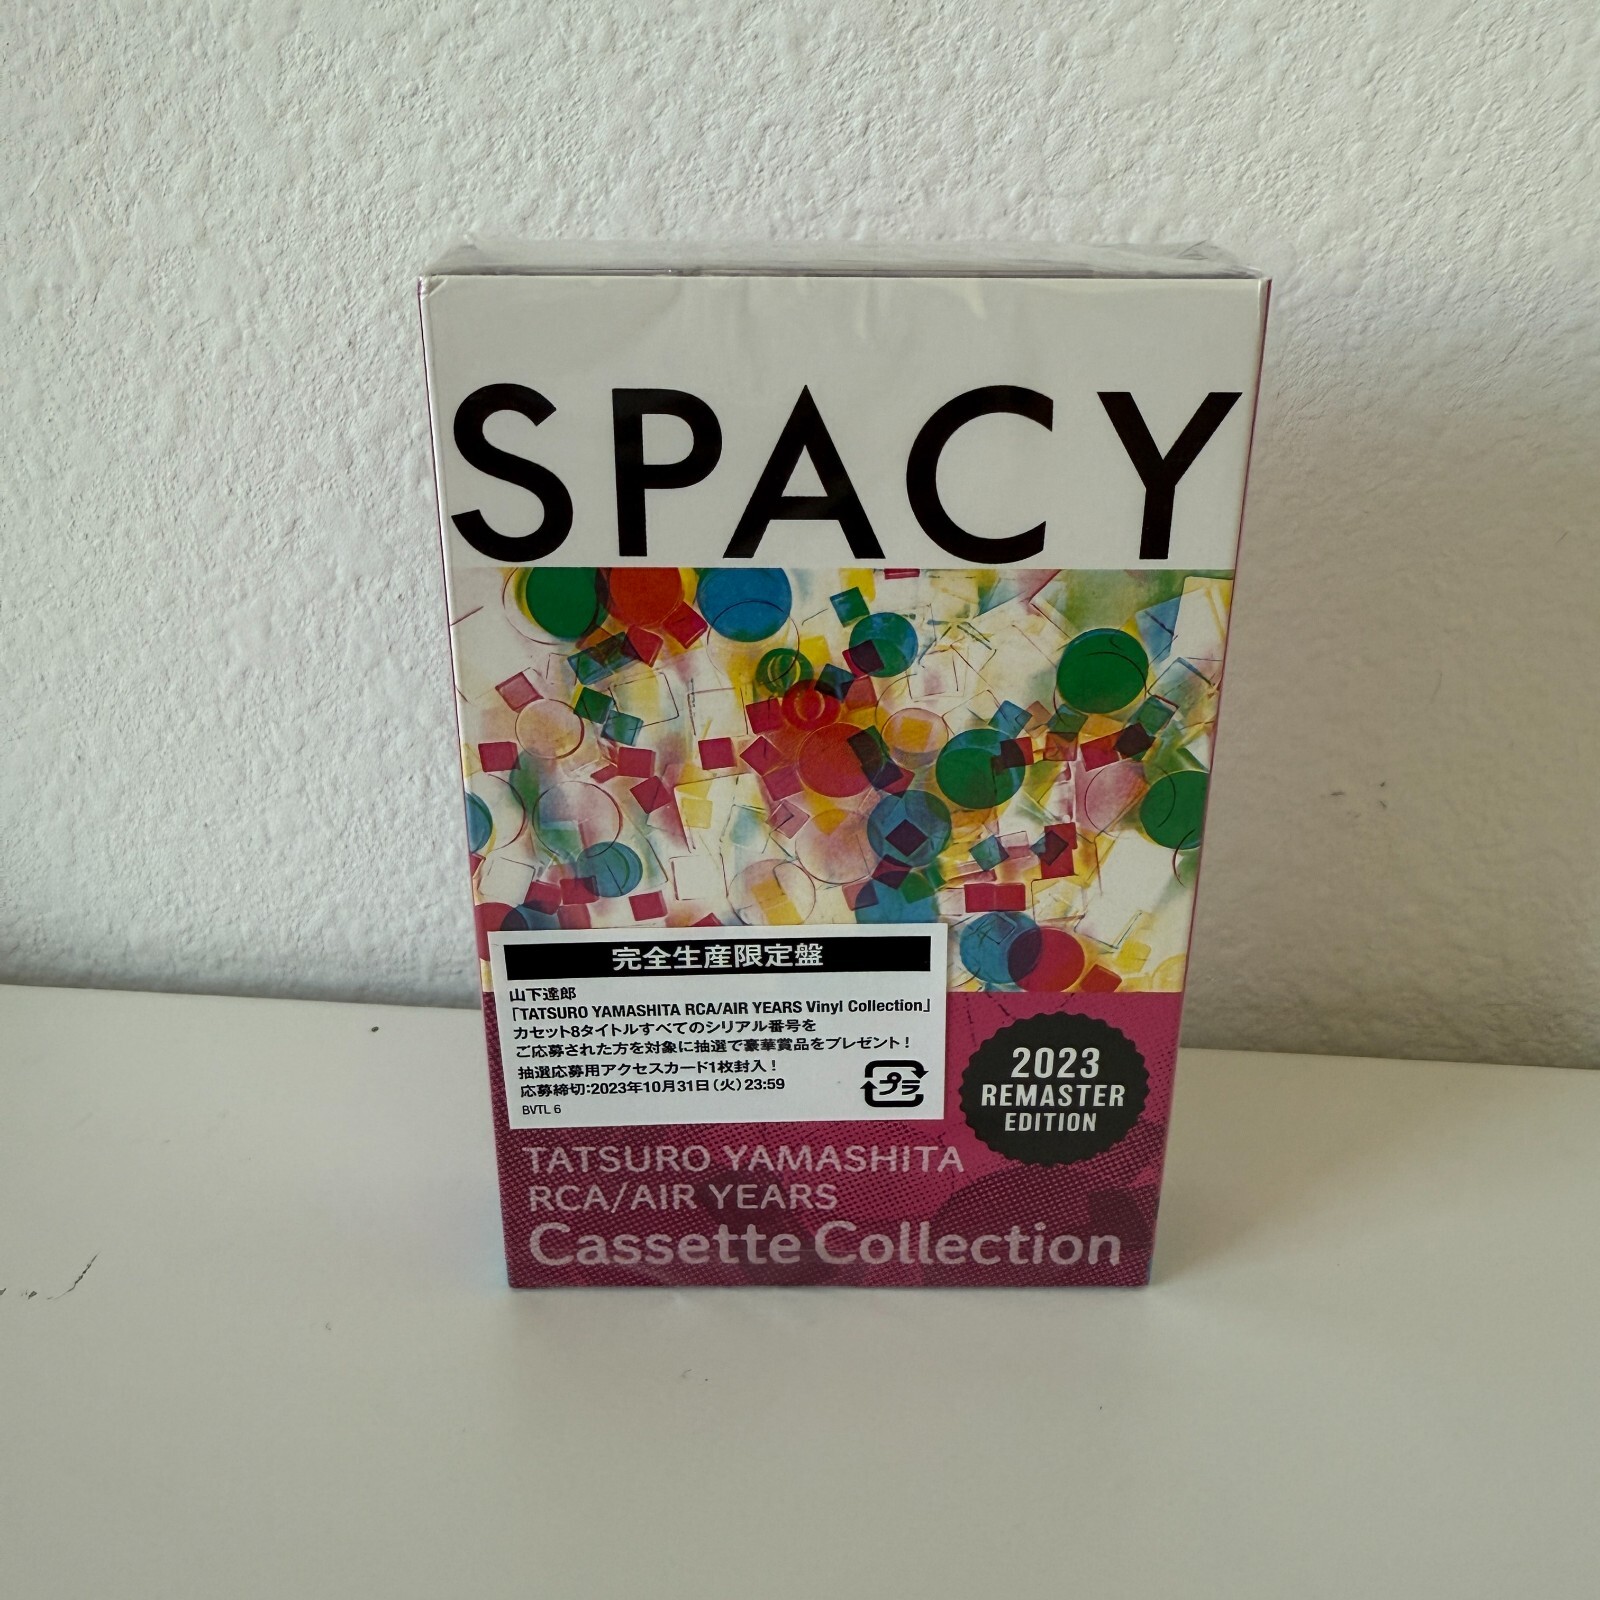 SPACY
完全生産限定盤
山下達郎
「TATSURO YAMASHITA RCA/AIR YEARS Vinyl Collection」
カセット8タイトルすべてのシリアル番号を
ご応募された方を対象に抽選で豪華賞品をプレゼント!
抽選応募用アクセスカード1枚封入!
応募締切:2023年10月31日(火)23:59
BVTL 6
プラ
2023
REMASTER
EDITION
TATSURO YAMASHITA
RCA/AIR YEARS
Cassette Collection